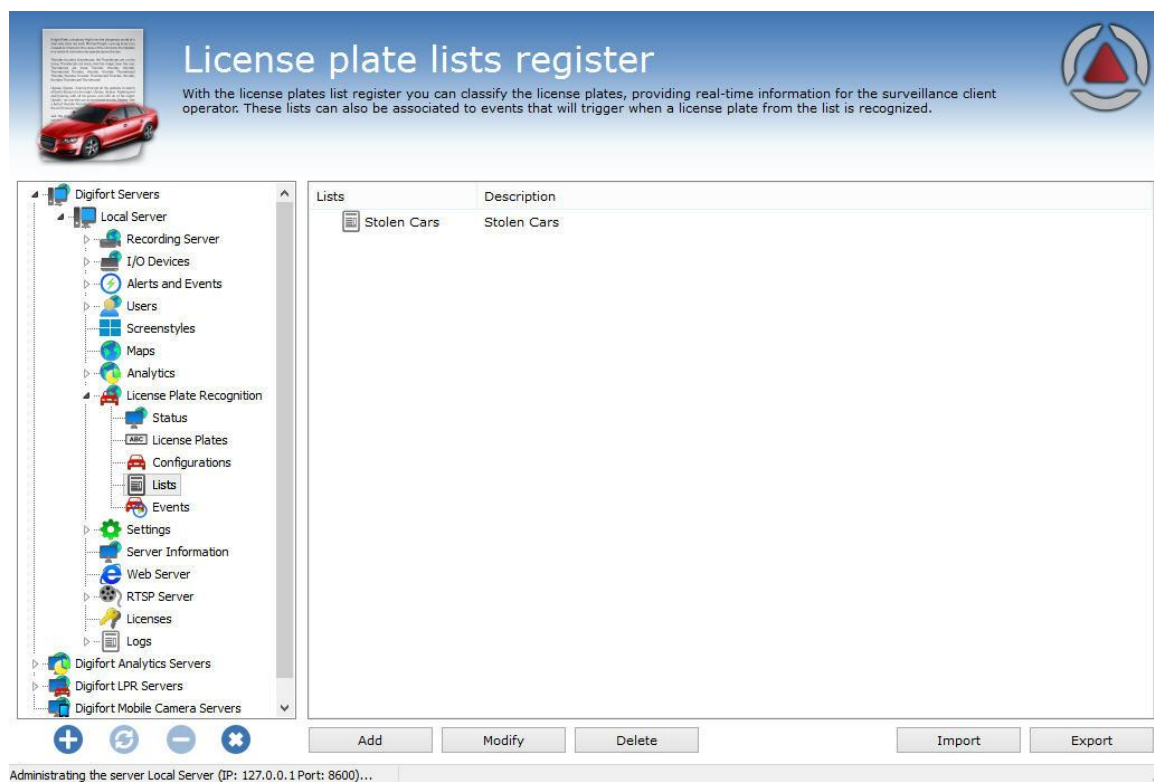 License plate lists register
With the license plates lists register you can classify the license plates, providing real-time information for the surveillance client
operator. These lists can also be associated to events that will trigger when a license plate from the list is recognized.
Digifort Servers
Local Server
Recording Server
I/O Devices
Alerts and Events
Users
Screenstyles
Maps
Analytics
License Plate Recognition
Status
ABC License Plates
Configurations
Lists
Events
Settings
Server Information
Web Server
RTSP Server
Licenses
Logs
Digifort Analytics Servers
Digifort LPR Servers
Digifort Mobile Camera Servers
Lists Description
Stolen Cars Stolen Cars
Add Modify Delete Import Export
Administrating the server Local Server (IP: 127.0.0.1 Port: 8600)...